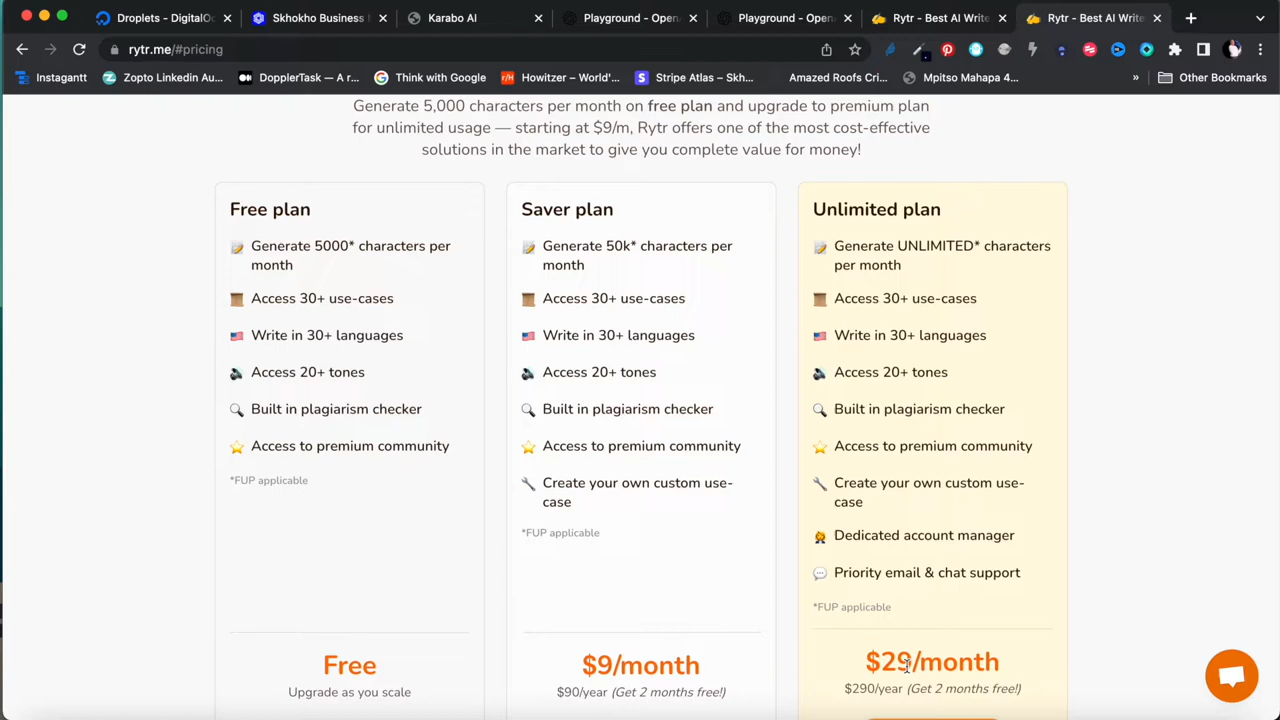 Droplets - DigitalOc
Skhokho Business
Karabo AI
Playground - Open
Playground - Open
Rytr - Best AI Write
Rytr - Best AI Write
rytr.me/#pricing
Instagantt
Zopto Linkedin Au...
DopplerTask — A r...
Think with Google
Howitzer – World'...
Stripe Atlas – Skh...
Amazed Roofs Cri...
Mpitso Mahapa 4...
»
Other Bookmarks
Generate 5,000 characters per month on free plan and upgrade to premium plan
for unlimited usage — starting at $9/m, Rytr offers one of the most cost-effective
solutions in the market to give you complete value for money!
Free plan
Generate 5000* characters per
month
Access 30+ use-cases
Write in 30+ languages
Access 20+ tones
Built in plagiarism checker
Access to premium community
*FUP applicable
Free
Upgrade as you scale
Saver plan
Generate 50k* characters per
month
Access 30+ use-cases
Write in 30+ languages
Access 20+ tones
Built in plagiarism checker
Access to premium community
Create your own custom use-
case
*FUP applicable
$9/month
$90/year (Get 2 months free!)
Unlimited plan
Generate UNLIMITED* characters
per month
Access 30+ use-cases
Write in 30+ languages
Access 20+ tones
Built in plagiarism checker
Access to premium community
Create your own custom use-
case
Dedicated account manager
Priority email & chat support
*FUP applicable
$29/month
$290/year (Get 2 months free!)